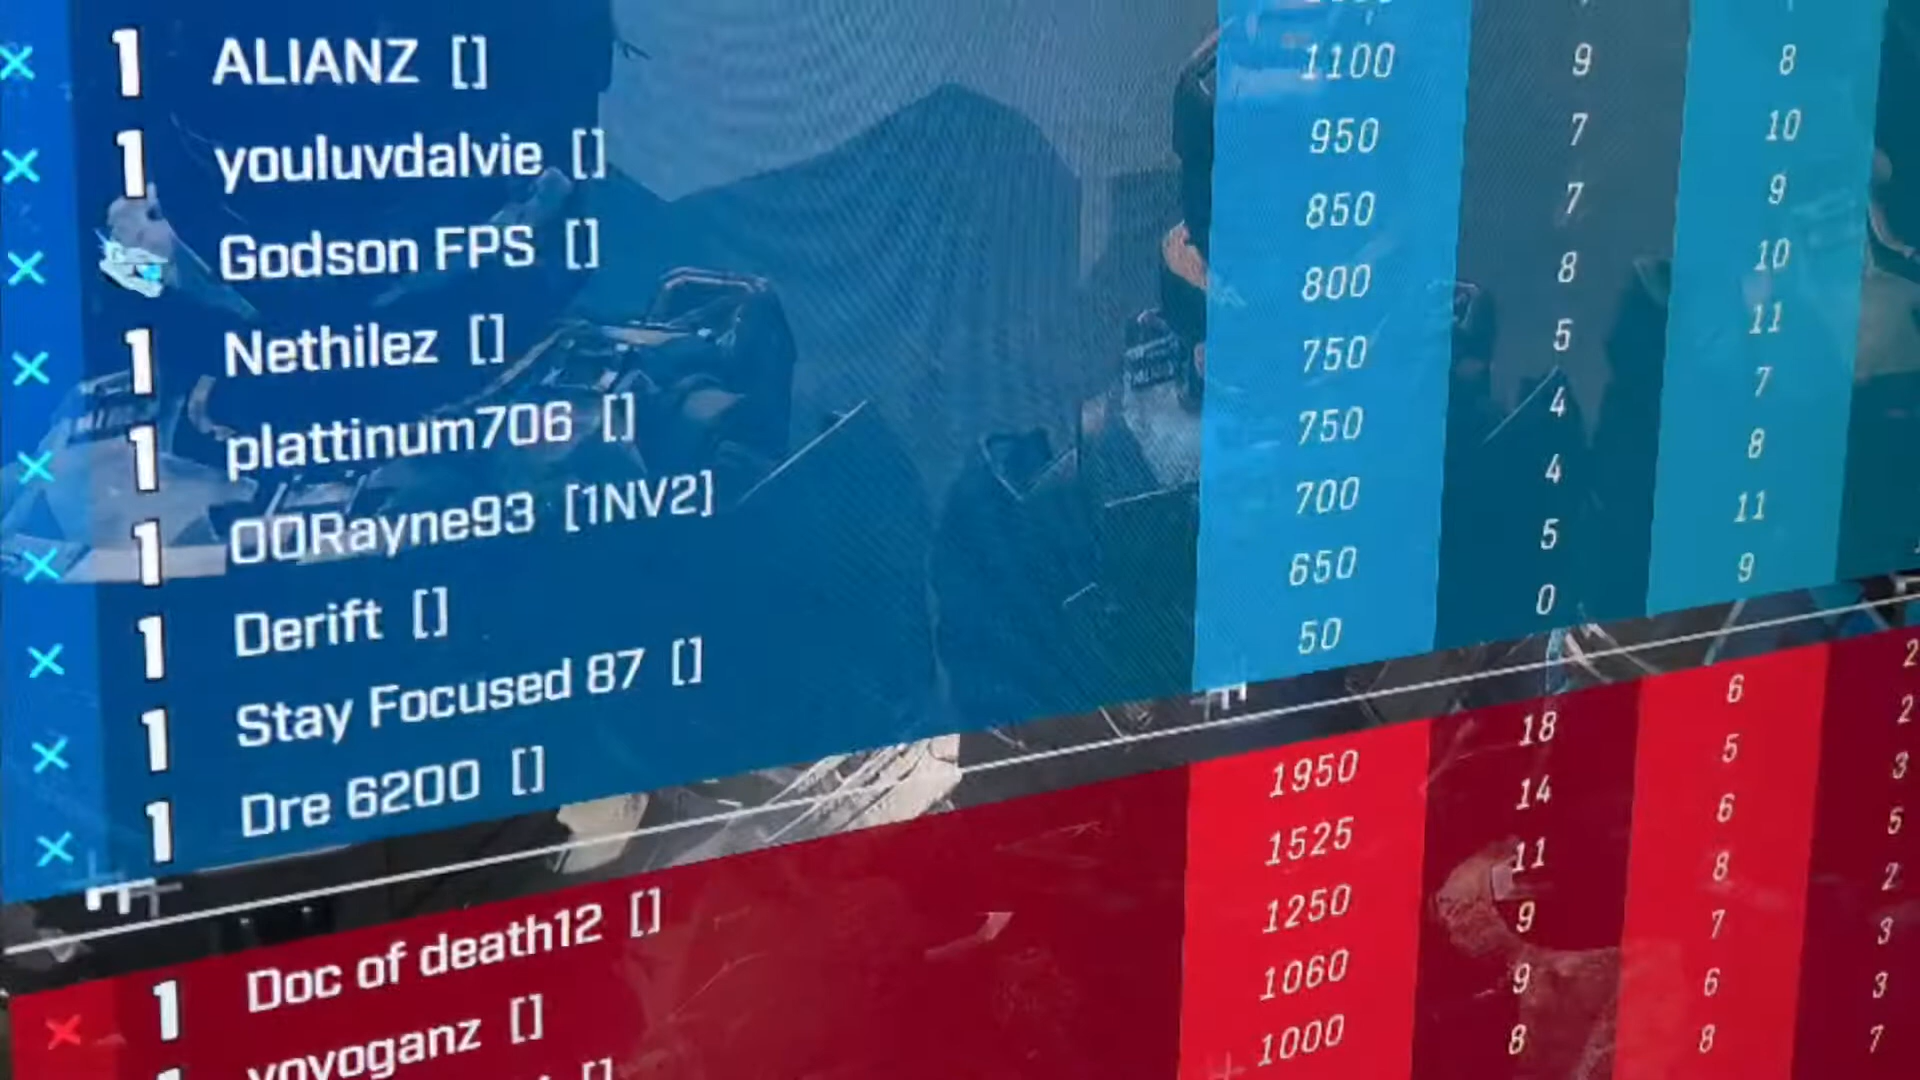 1 ALIANZ [] 1100 9 8
1 youluvdalvie [] 950 7 10
Godson FPS [] 850 7 9
1 Nethilez [] 800 8 10
1 plattinum706 [] 750 5 11
1 00Rayne93 [1NV2] 750 4 7
1 Derift [] 700 4 8
1 Stay Focused 87 [] 650 5 11
1 Dre 6200 [] 50 0 9
1 Doc of death12 [] 1950 18 6 2
1 yoyoganz [] 1525 14 5 2
[] 1250 11 6 3
1060 9 8 5
1000 9 7 2
8 6 3
8 3
7